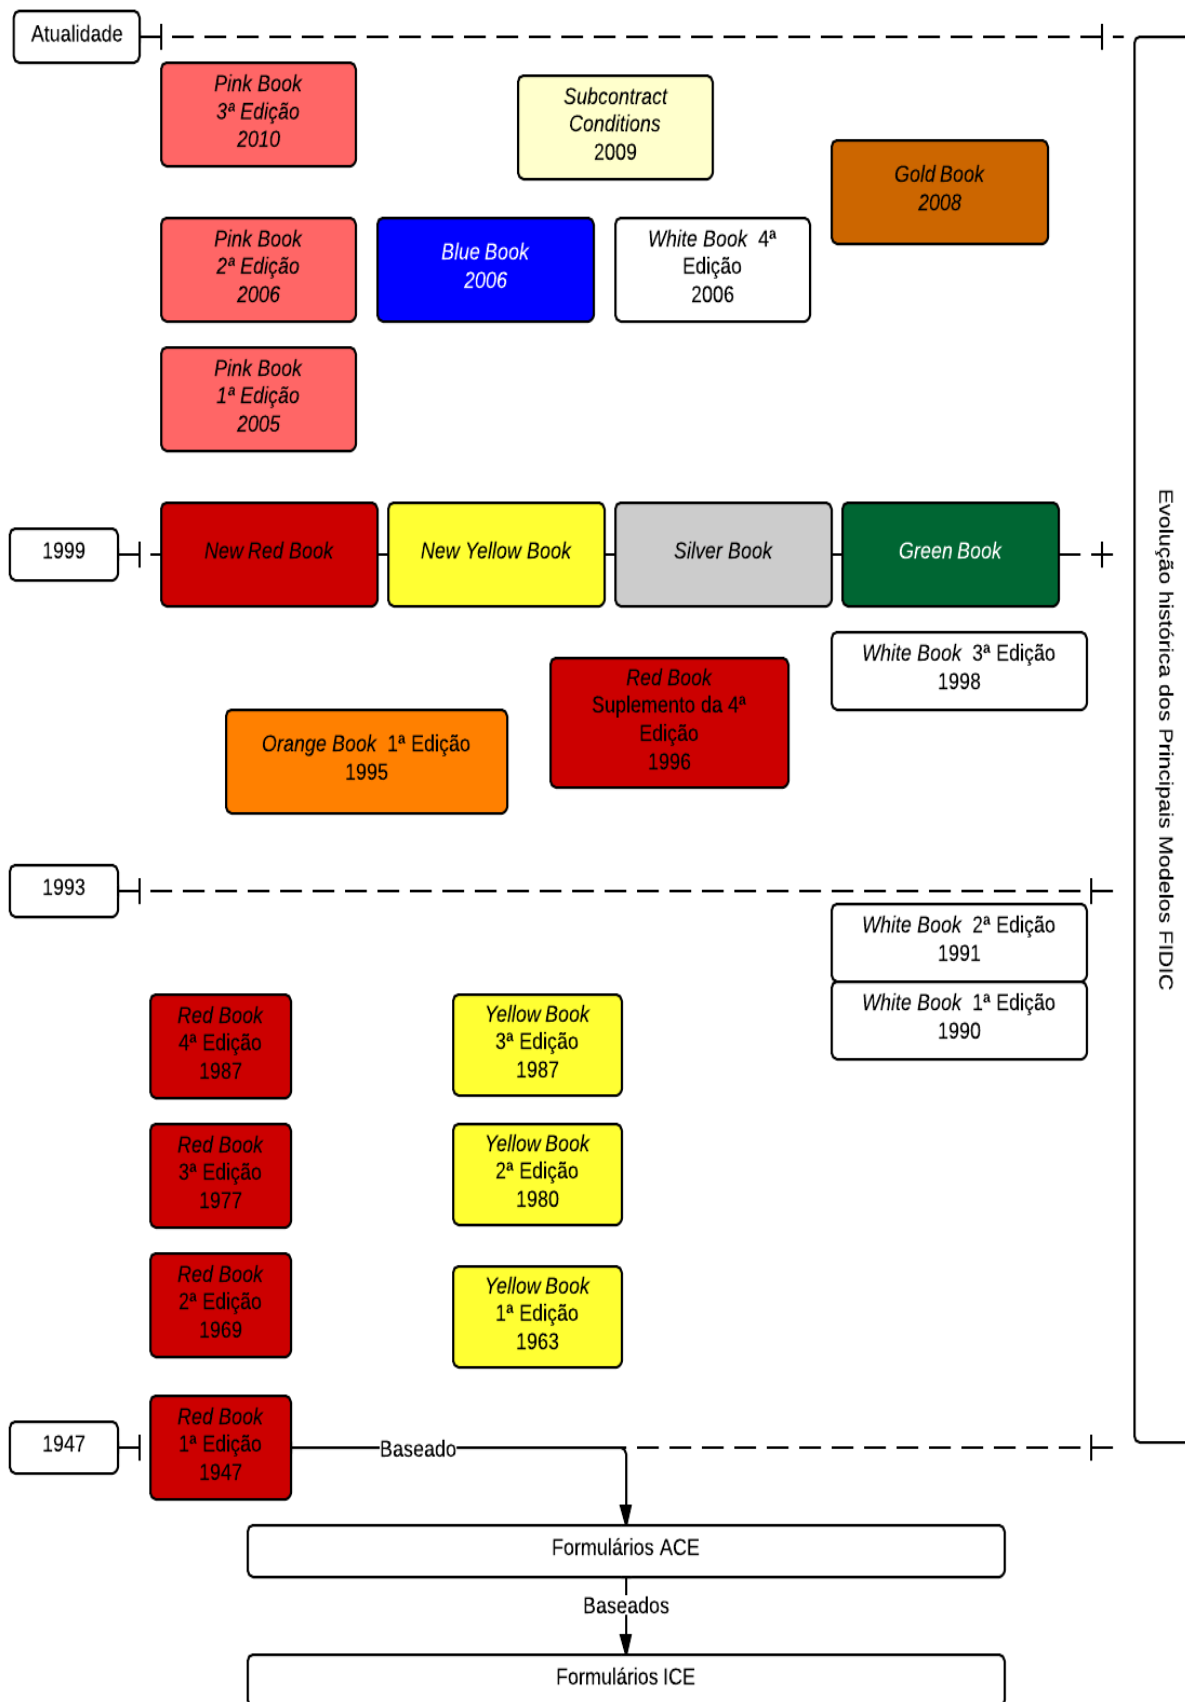 Atualidade
Pink Book
3ª Edição
2010
Subcontract
Conditions
2009
Gold Book
2008
Pink Book
2ª Edição
2006
Blue Book
2006
White Book 4ª
Edição
2006
Pink Book
1ª Edição
2005
1999
New Red Book
New Yellow Book
Silver Book
Green Book
White Book 3ª Edição
1998
Red Book
Suplemento da 4ª
Edição
1996
Orange Book 1ª Edição
1995
1993
White Book 2ª Edição
1991
White Book 1ª Edição
1990
Red Book
4ª Edição
1987
Yellow Book
3ª Edição
1987
Red Book
3ª Edição
1977
Yellow Book
2ª Edição
1980
Red Book
2ª Edição
1969
Yellow Book
1ª Edição
1963
1947
Red Book
1ª Edição
1947
Baseado
Formulários ACE
Baseados
Formulários ICE
Evolução histórica dos Principais Modelos FIDIC